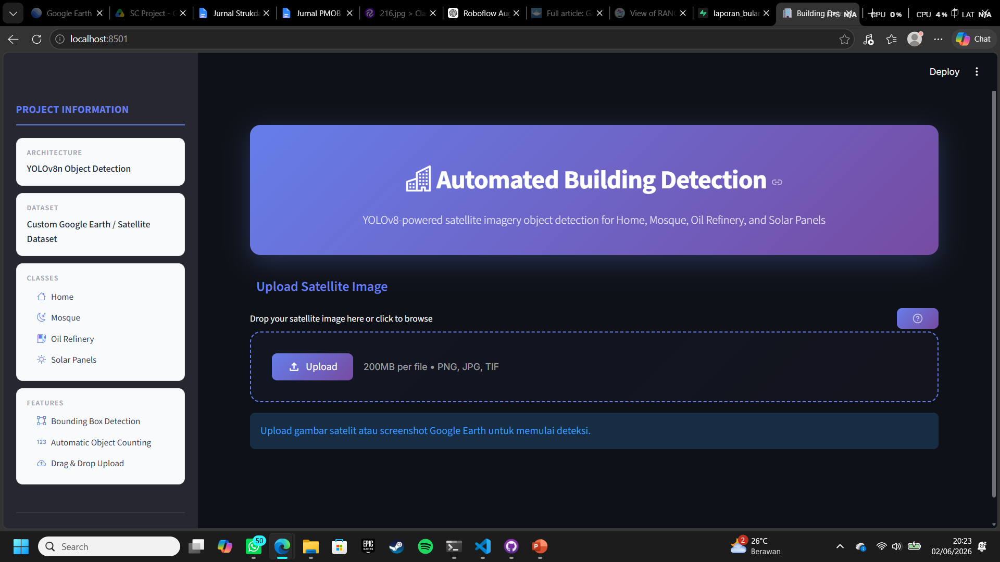 Google Earth
SC Project - G
Jurnal Strukda
Jurnal PMOB
216.jpg > Cla
Roboflow Aug
Full article: Ga
View of RANC
laporan_bular
Building De
FPS N/A
GPU 0%
CPU 4%
LAT N/A
localhost:8501
Chat
Deploy
PROJECT INFORMATION
ARCHITECTURE
YOLOv8n Object Detection
DATASET
Custom Google Earth / Satellite
Dataset
CLASSES
Home
Mosque
Oil Refinery
Solar Panels
FEATURES
Bounding Box Detection
123 Automatic Object Counting
Drag & Drop Upload
Automated Building Detection
YOLOv8-powered satellite imagery object detection for Home, Mosque, Oil Refinery, and Solar Panels
Upload Satellite Image
Drop your satellite image here or click to browse
Upload
200MB per file • PNG, JPG, TIF
Upload gambar satelit atau screenshot Google Earth untuk memulai deteksi.
Search
50
EPIC
GAMES
2
26°C
Berawan
20:23
02/06/2026